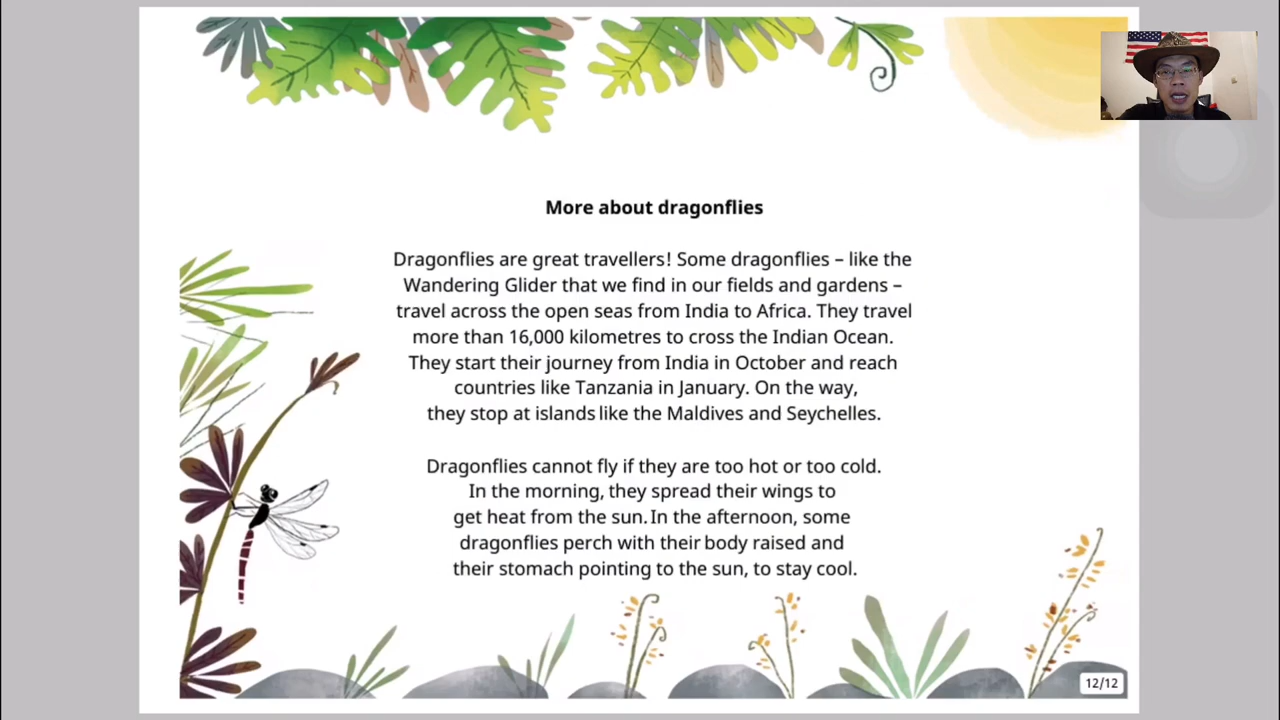 More about dragonflies
Dragonflies are great travellers! Some dragonflies – like the
Wandering Glider that we find in our fields and gardens –
travel across the open seas from India to Africa. They travel
more than 16,000 kilometres to cross the Indian Ocean.
They start their journey from India in October and reach
countries like Tanzania in January. On the way,
they stop at islands like the Maldives and Seychelles.
Dragonflies cannot fly if they are too hot or too cold.
In the morning, they spread their wings to
get heat from the sun. In the afternoon, some
dragonflies perch with their body raised and
their stomach pointing to the sun, to stay cool.
12/12